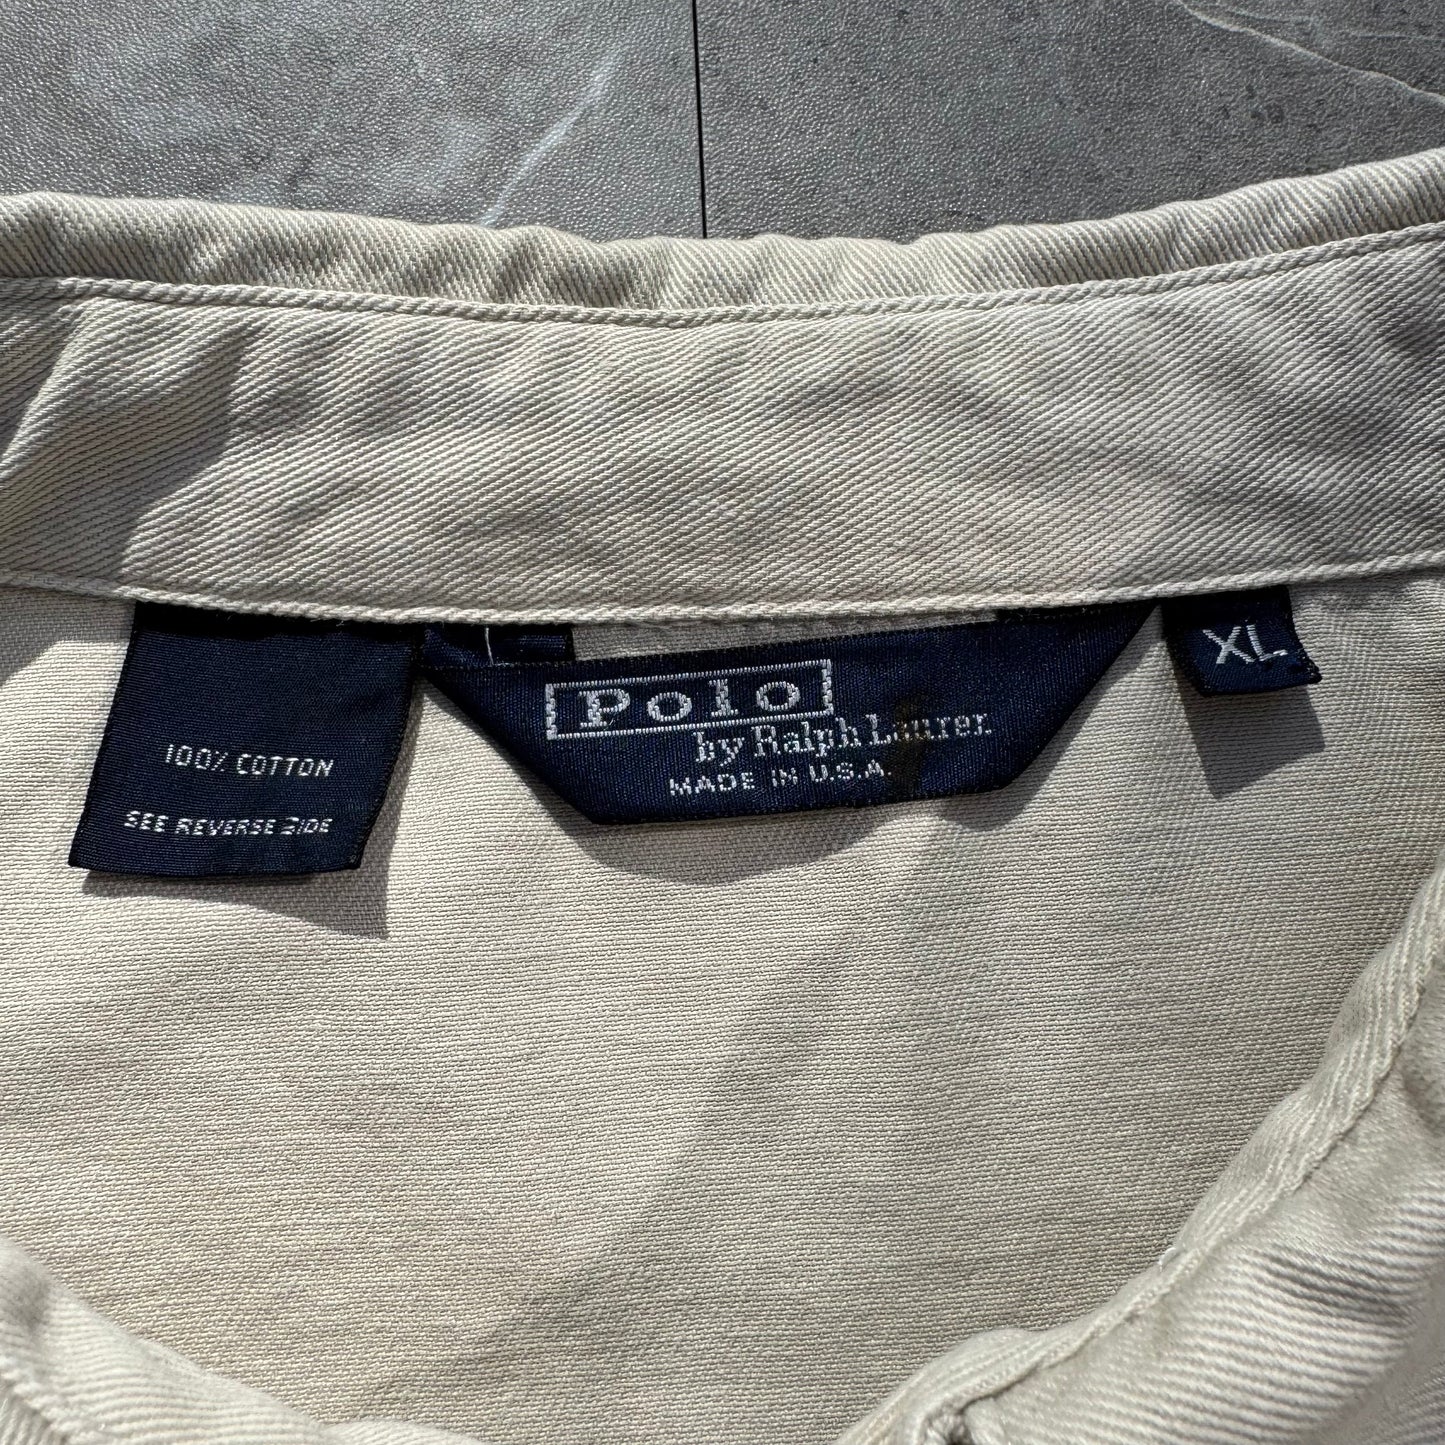 100% COTTON
SEE REVERSE SIDE
Polo
by Ralph Lauren
MADE IN U.S.A.
XL